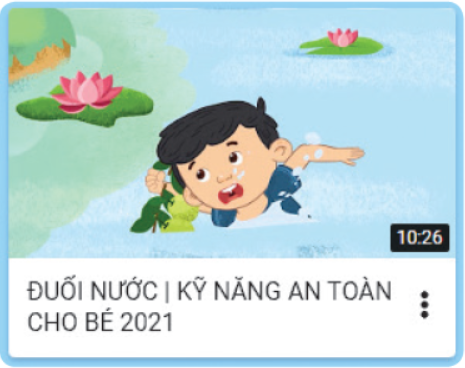 10:26
ĐUỐI NƯỚC | KỸ NĂNG AN TOÀN
CHO BÉ 2021